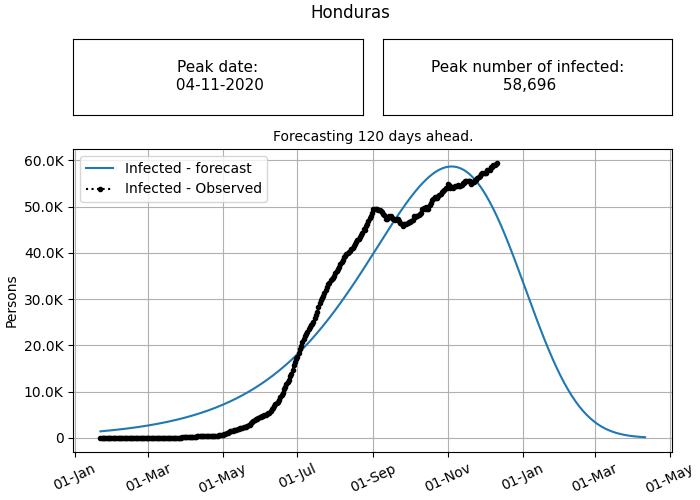 Honduras
Peak date:
04-11-2020
Peak number of infected:
58,696
Forecasting 120 days ahead.
Infected - forecast
Infected - Observed
60.0K
50.0K
40.0K
30.0K
20.0K
10.0K
0
Persons
01-Jan
01-Mar
01-May
01-Jul
01-Sep
01-Nov
01-Jan
01-Mar
01-May